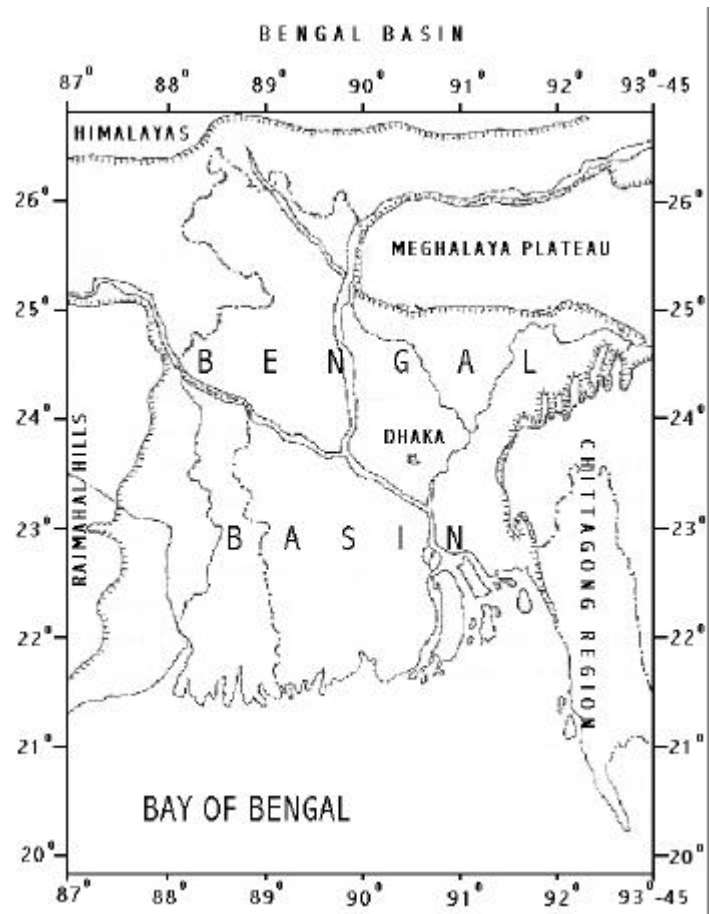 BENGAL BASIN
87° 88° 89° 90° 91° 92° 93°-45
HIMALAYAS
26° 26°
MEGHALAYA PLATEAU
25° 25°
BENGAL
24° 24°
DHAKA
RAJMAHAL HILLS
CHITTAGONG REGION
23° 23°
BASIN
22° 22°
21° 21°
BAY OF BENGAL
20° 20°
87° 88° 89° 90° 91° 92° 93°-45